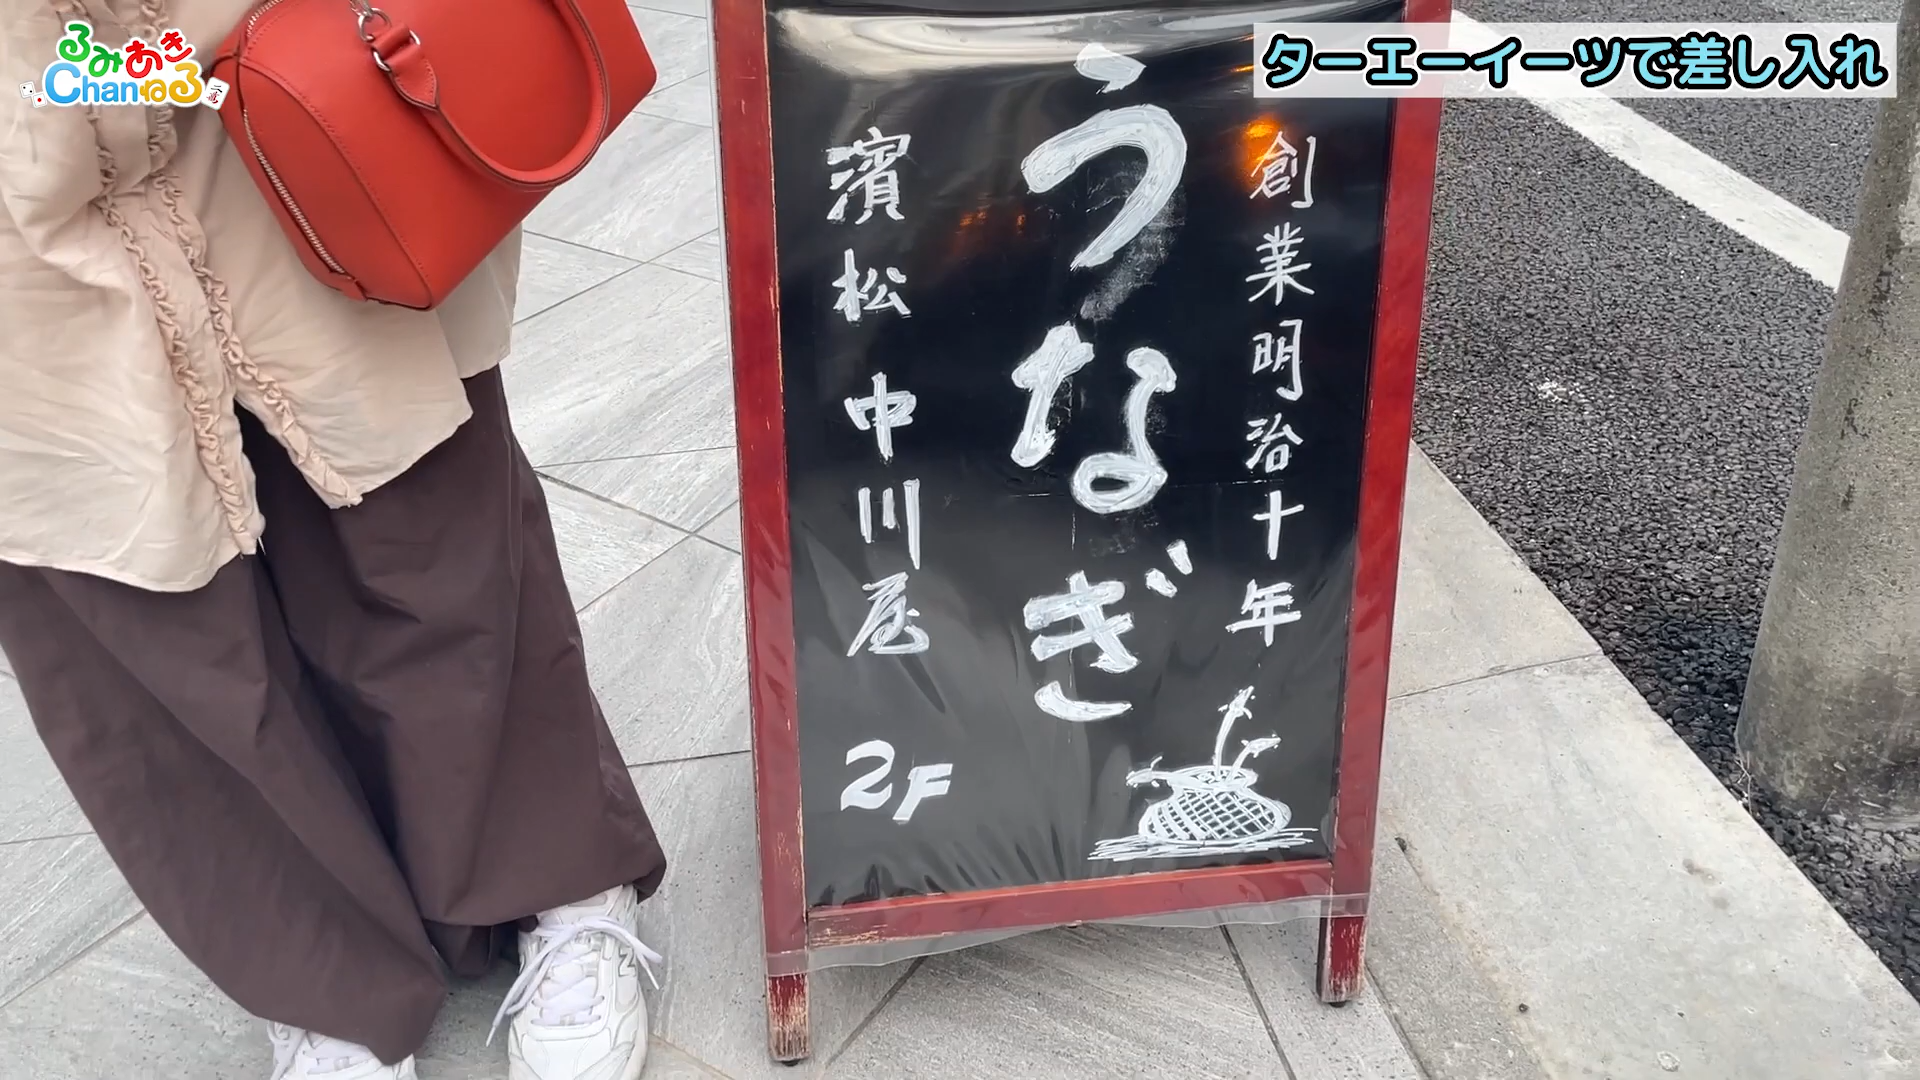 るみあき
Chanねる
ターエーイーツで差し入れ
創業明治十年
うなぎ
濱松 中川屋 2F
N